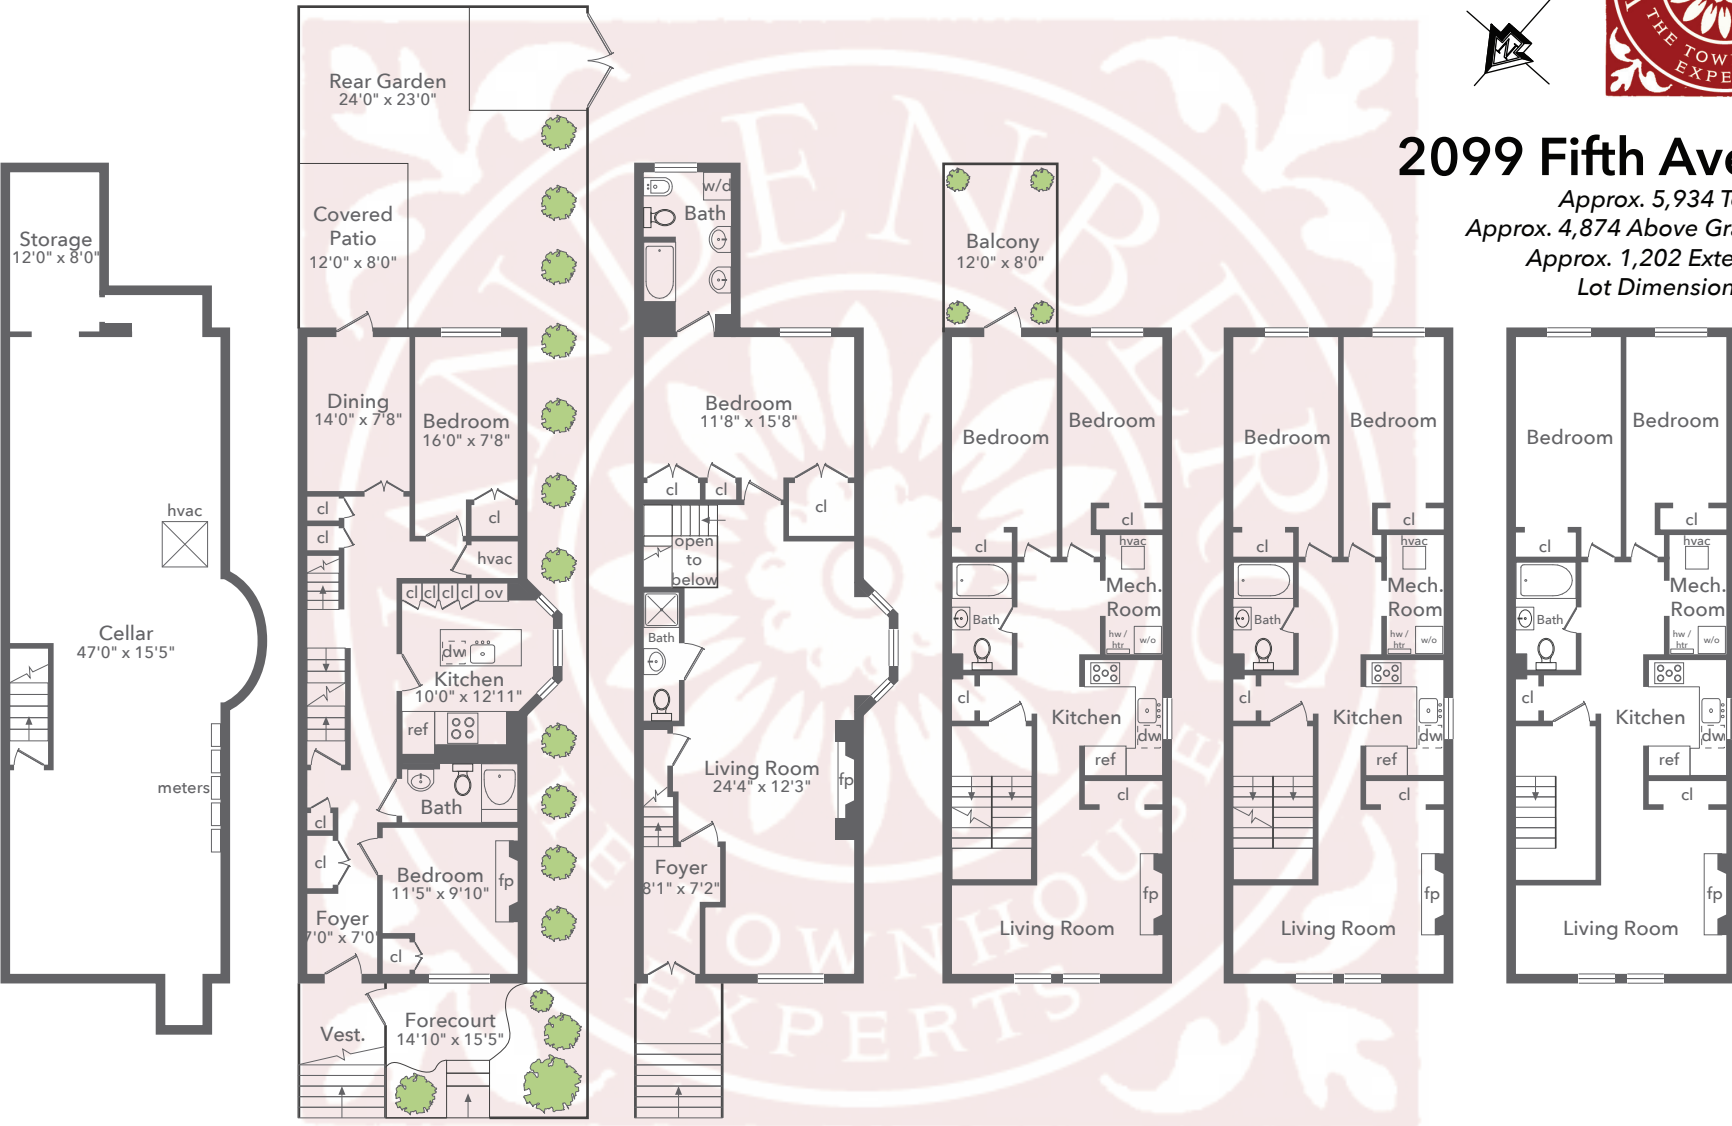 THE TOW
EXPE
2099 Fifth Ave
Approx. 5,934 T
Approx. 4,874 Above Gra
Approx. 1,202 Exte
Lot Dimension
Storage
12'0" x 8'0"
hvac
Cellar
47'0" x 15'5"
meters
Rear Garden
24'0" x 23'0"
Covered
Patio
12'0" x 8'0"
Dining
14'0" x 7'8"
Bedroom
16'0" x 7'8"
cl
cl
cl
hvac
cl
cl
cl
cl
ov
dw
Kitchen
10'0" x 12'11"
ref
Bath
cl
cl
Bedroom
11'5" x 9'10"
fp
Foyer
7'0" x 7'0"
cl
Vest.
Forecourt
14'10" x 15'5"
w/d
Bath
Bedroom
11'8" x 15'8"
cl
cl
cl
open
to
below
Bath
Living Room
24'4" x 12'3"
fp
Foyer
8'1" x 7'2"
Balcony
12'0" x 8'0"
Bedroom
Bedroom
cl
cl
hvac
Mech.
Room
hw /
htr
w/o
Bath
cl
Kitchen
dw
ref
cl
fp
Living Room
Bedroom
Bedroom
cl
cl
hvac
Mech.
Room
hw /
htr
w/o
Bath
cl
Kitchen
dw
ref
cl
fp
Living Room
Bedroom
Bedroom
cl
cl
hvac
Mech.
Room
hw /
htr
w/o
Bath
cl
Kitchen
dw
ref
cl
fp
Living Room
VANDENBERG
THE TOWNHOUSE
EXPERTS